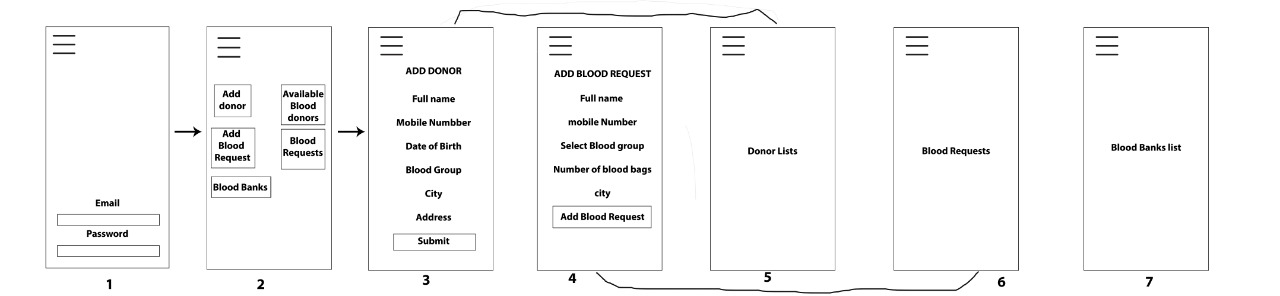 Email
Password
1
Add
donor
Available
Blood
donors
Add
Blood
Request
Blood
Requests
Blood Banks
2
ADD DONOR
Full name
Mobile Numbber
Date of Birth
Blood Group
City
Address
Submit
3
ADD BLOOD REQUEST
Full name
mobile Number
Select Blood group
Number of blood bags
city
Add Blood Request
4
Donor Lists
5
Blood Requests
6
Blood Banks list
7